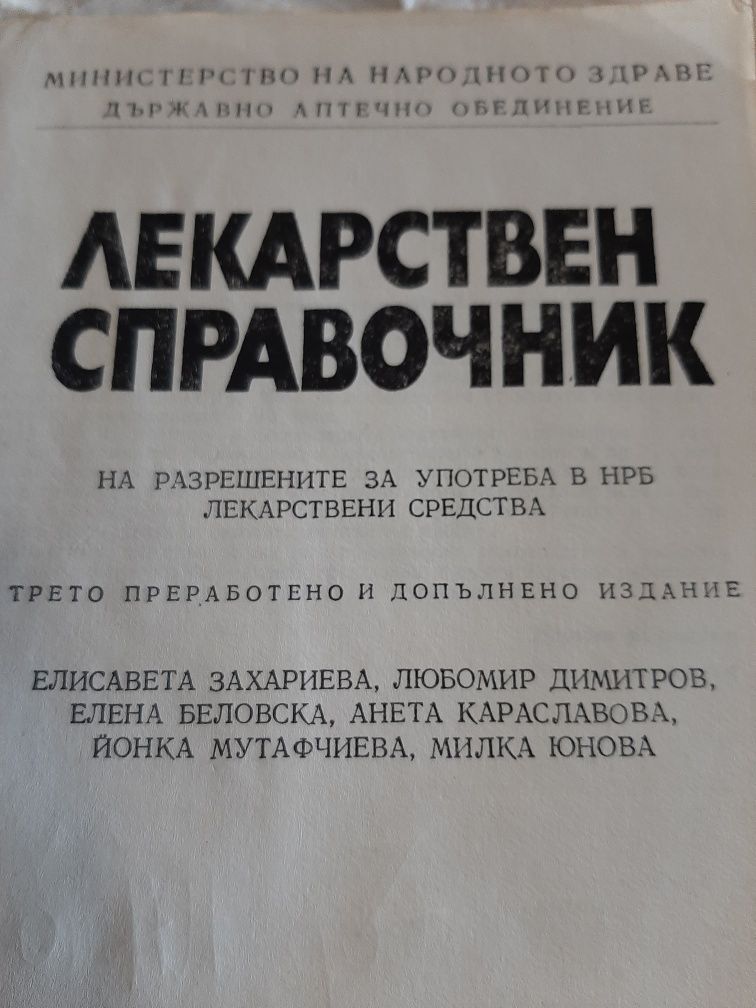 МИНИСТЕРСТВО НА НАРОДНОТО ЗДРАВЕ
ДЪРЖАВНО АПТЕЧНО ОБЕДИНЕНИЕ
ЛЕКАРСТВЕН
СПРАВОЧНИК
НА РАЗРЕШЕНИТЕ ЗА УПОТРЕБА В НРБ
ЛЕКАРСТВЕНИ СРЕДСТВА
ТРЕТО ПРЕРАБОТЕНО И ДОПЪЛНЕНО ИЗДАНИЕ
ЕЛИСАВЕТА ЗАХАРИЕВА, ЛЮБОМИР ДИМИТРОВ,
ЕЛЕНА БЕЛОВСКА, АНЕТА КАРАСЛАВОВА,
ЙОНКА МУТАФЧИЕВА, МИЛКА ЮНОВА